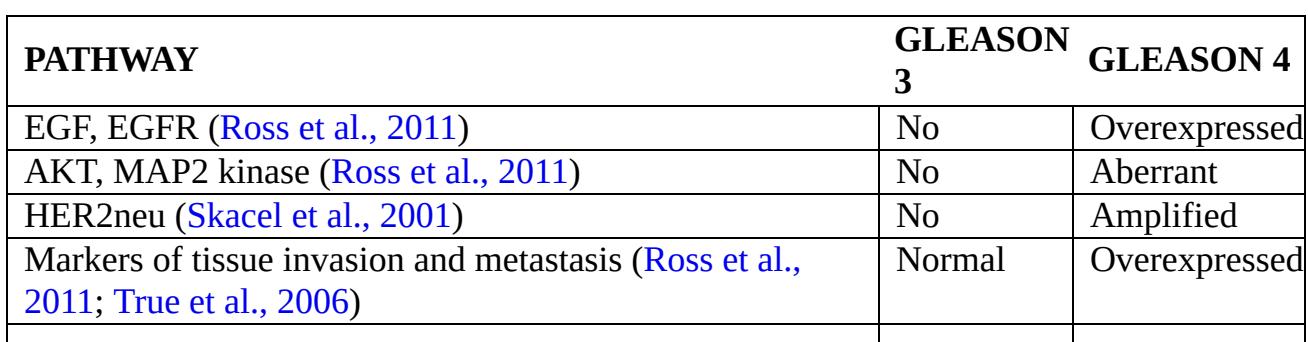 PATHWAY GLEASON 3 GLEASON 4
EGF, EGFR (Ross et al., 2011) No Overexpressed
AKT, MAP2 kinase (Ross et al., 2011) No Aberrant
HER2neu (Skacel et al., 2001) No Amplified
Markers of tissue invasion and metastasis (Ross et al., Normal Overexpressed
2011; True et al., 2006)